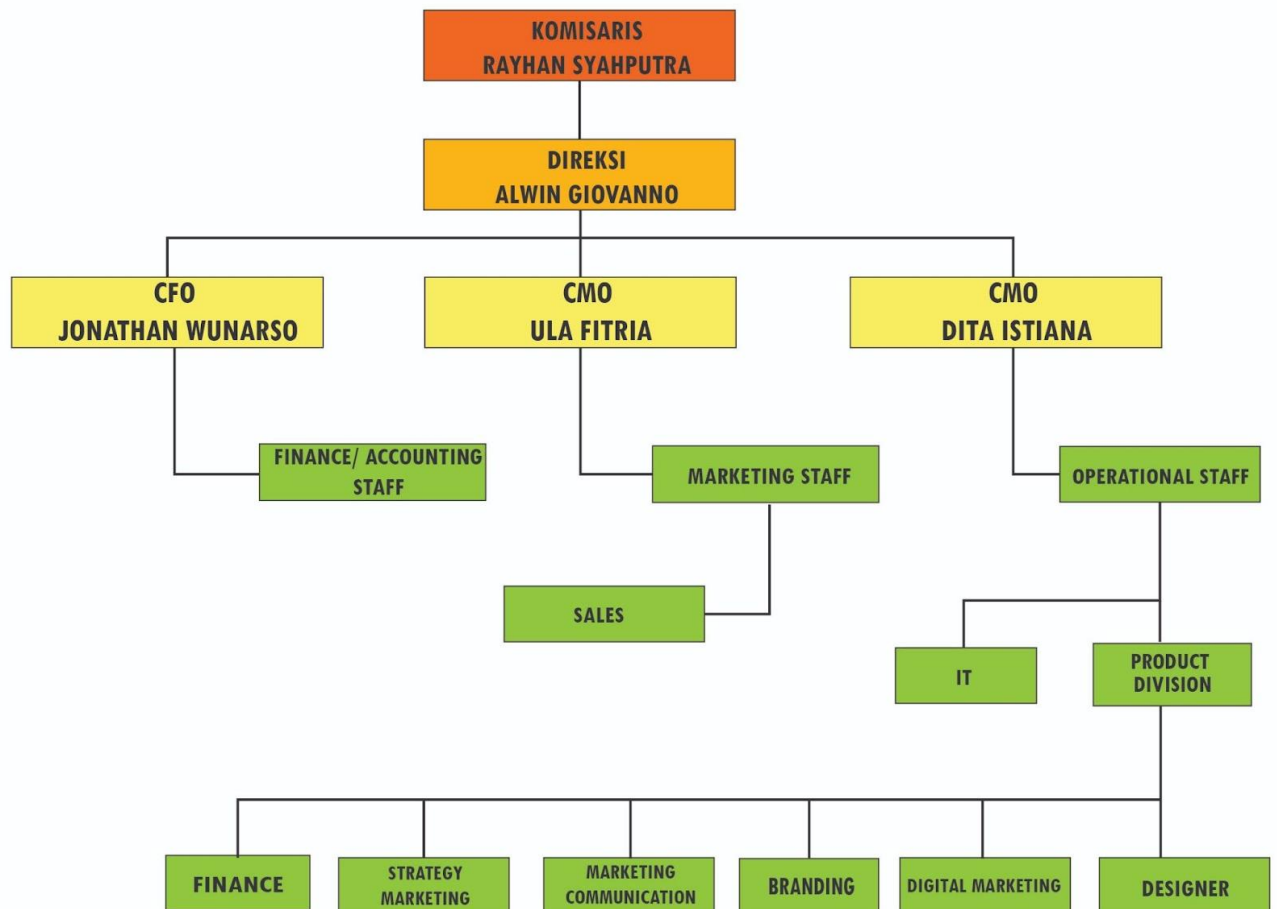 KOMISARIS
RAYHAN SYAHPUTRA
DIREKSI
ALWIN GIOVANNO
CFO
JONATHAN WUNARSO
CMO
ULA FITRIA
CMO
DITA ISTIANA
FINANCE/ ACCOUNTING
STAFF
MARKETING STAFF
OPERATIONAL STAFF
SALES
IT
PRODUCT
DIVISION
FINANCE
STRATEGY
MARKETING
MARKETING
COMMUNICATION
BRANDING
DIGITAL MARKETING
DESIGNER